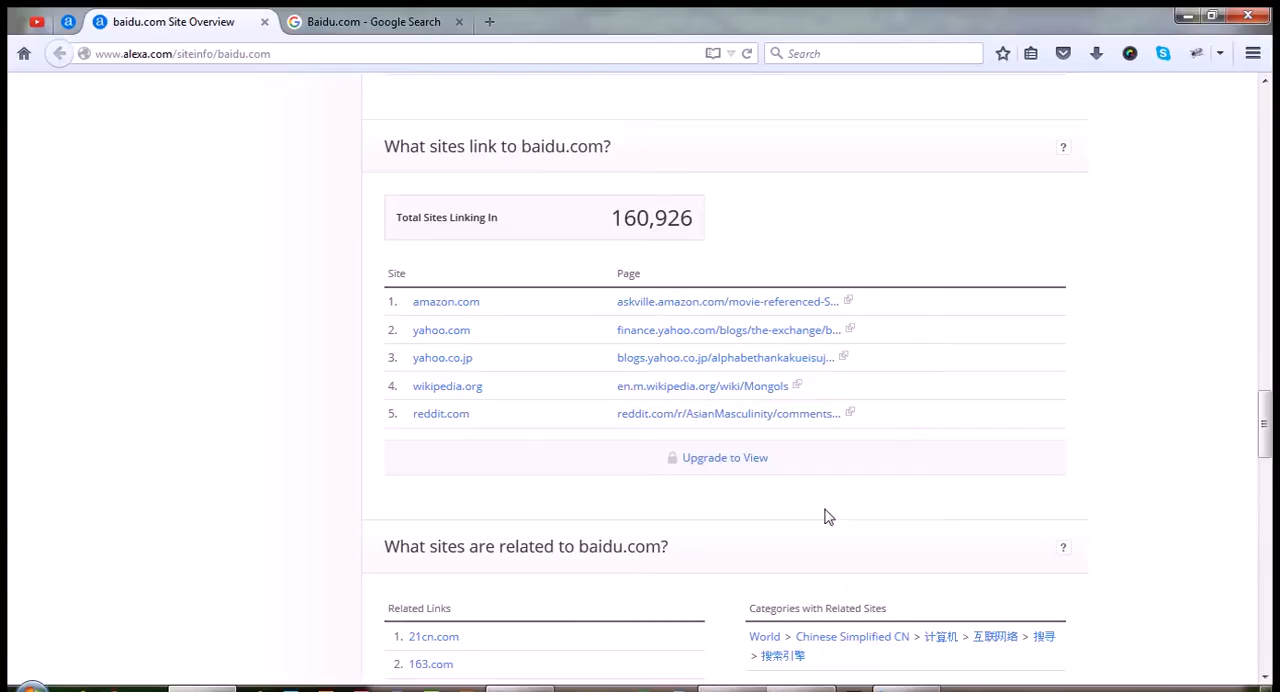 baidu.com Site Overview
Baidu.com - Google Search
www.alexa.com/siteinfo/baidu.com
Search
What sites link to baidu.com?
?
Total Sites Linking In
160,926
Site
Page
1. amazon.com
askville.amazon.com/movie-referenced-S...
2. yahoo.com
finance.yahoo.com/blogs/the-exchange/b...
3. yahoo.co.jp
blogs.yahoo.co.jp/alphabethankakueisuj...
4. wikipedia.org
en.m.wikipedia.org/wiki/Mongols
5. reddit.com
reddit.com/r/AsianMasculinity/comments...
Upgrade to View
What sites are related to baidu.com?
?
Related Links
1. 21cn.com
2. 163.com
Categories with Related Sites
World > Chinese Simplified CN > 计算机 > 互联网络 > 搜寻
> 搜索引擎